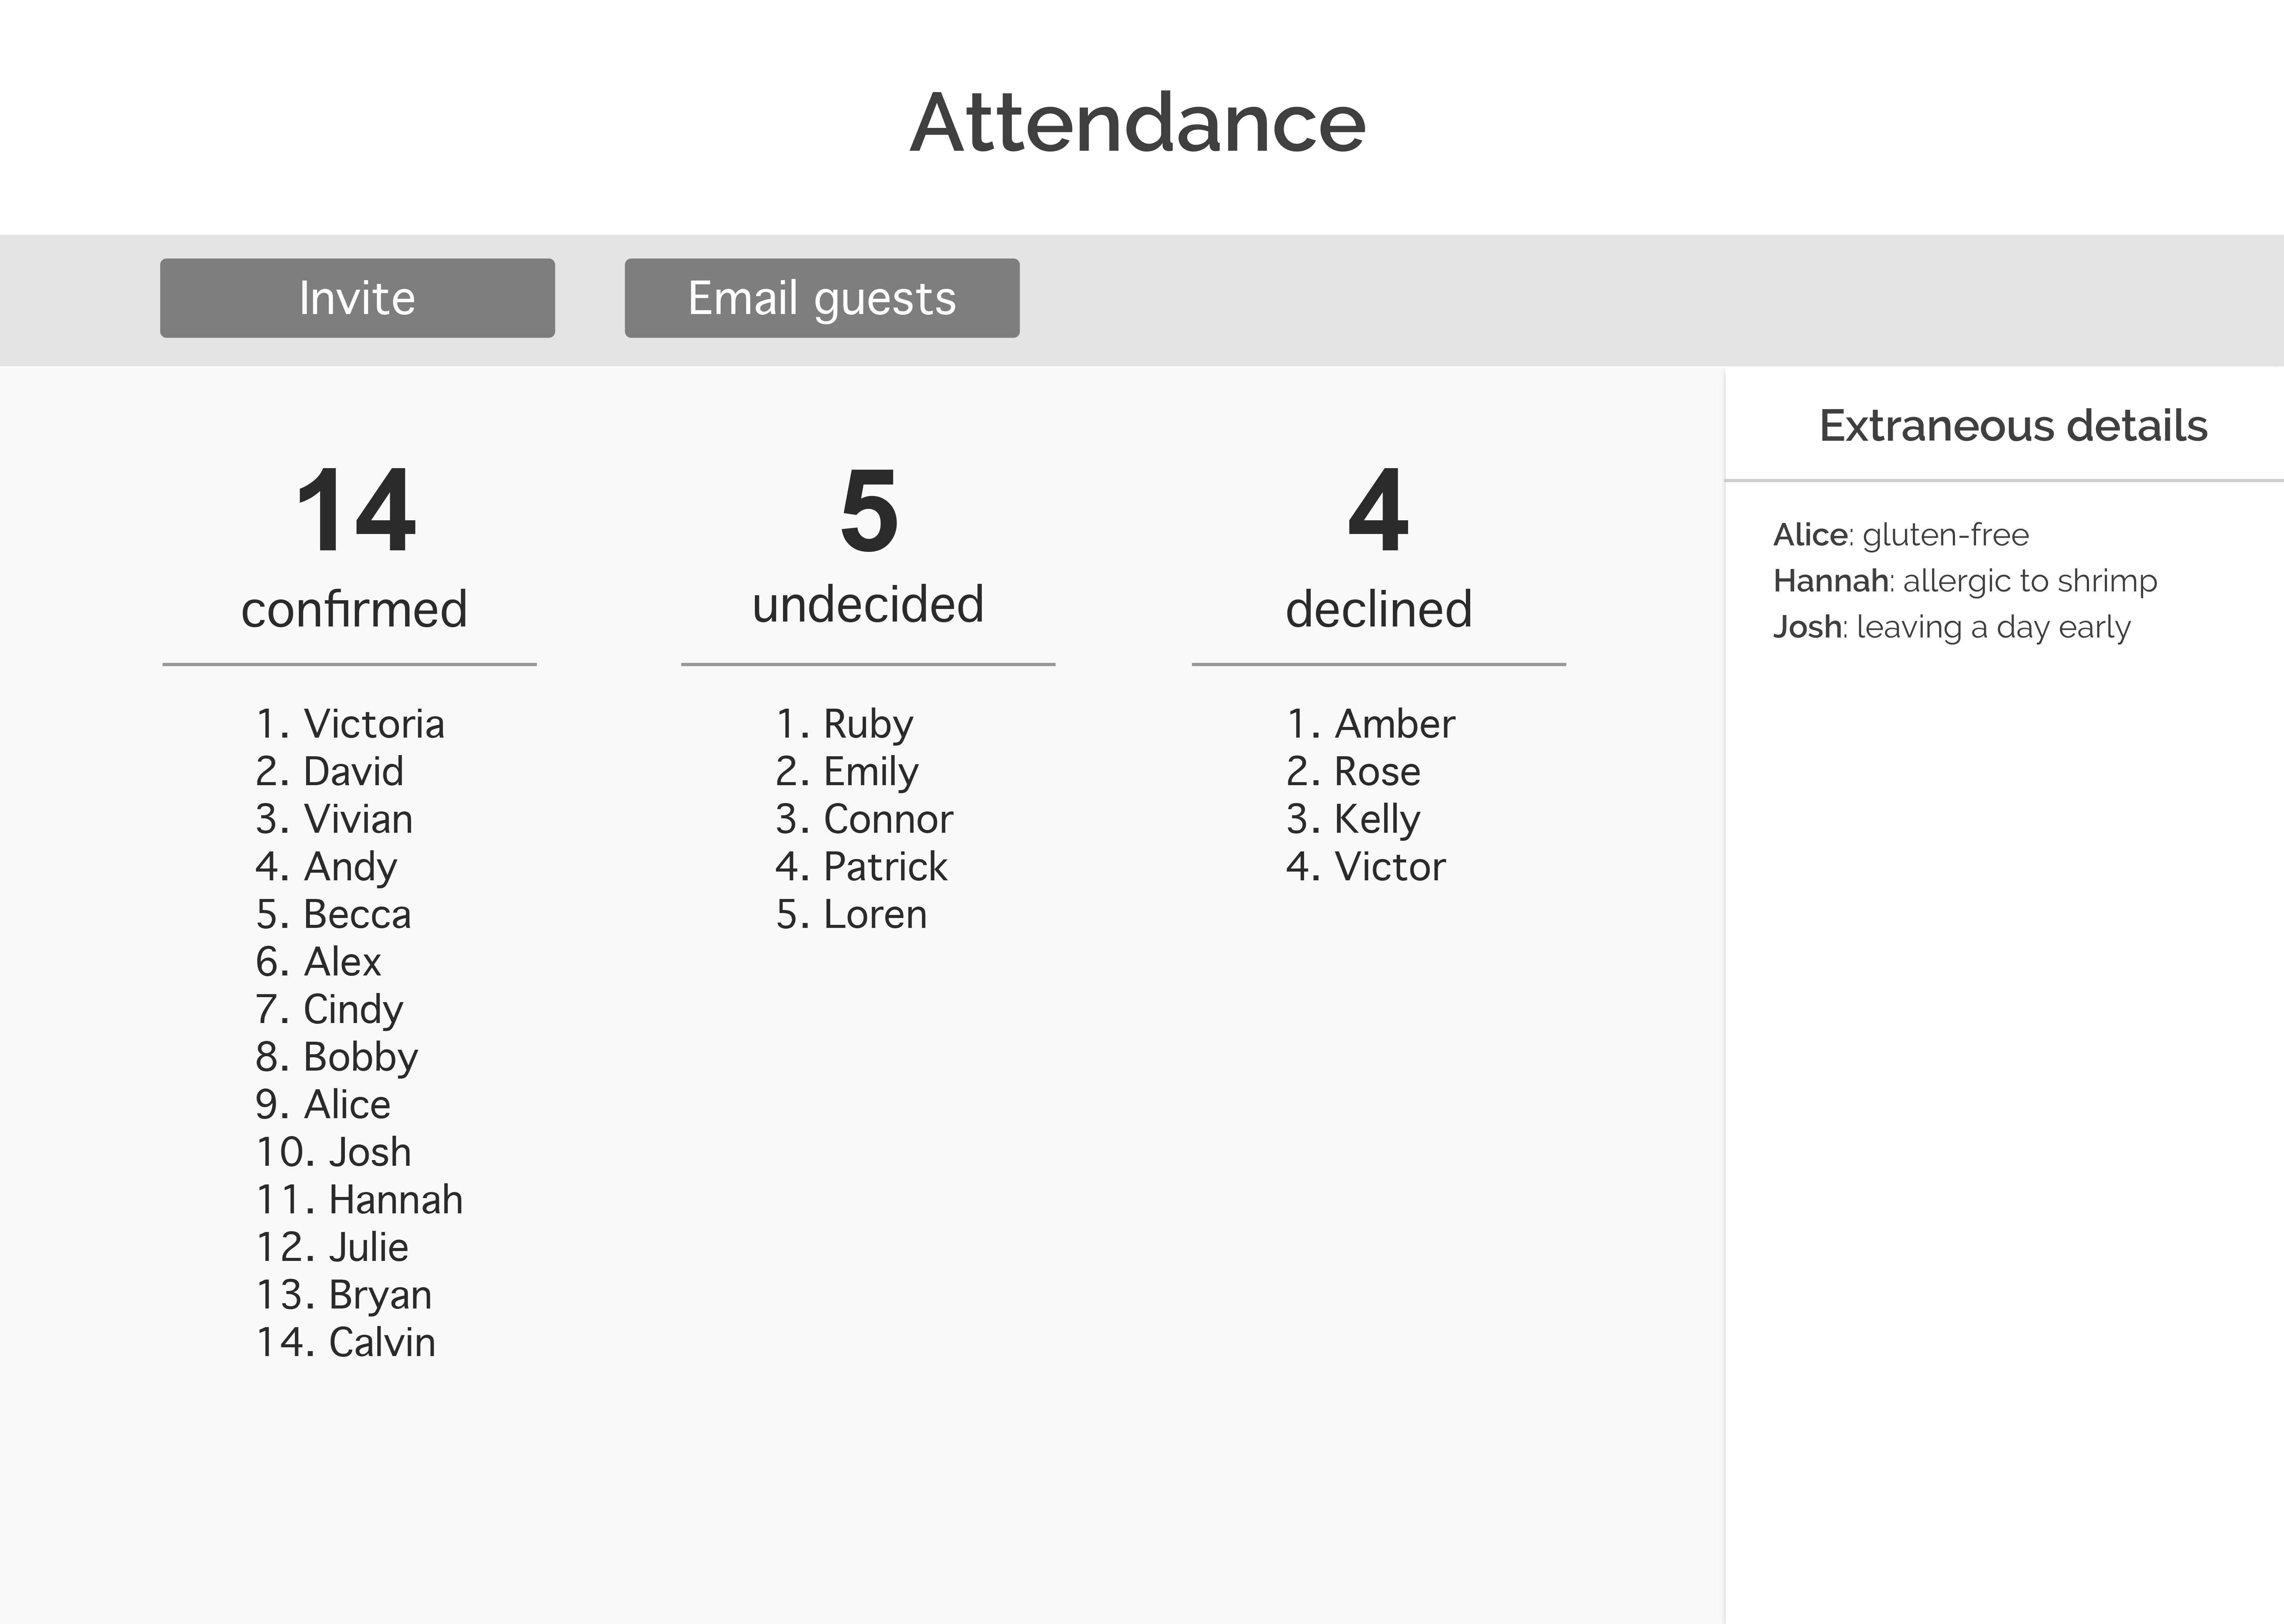 Attendance
Invite
Email guests
14
confirmed
1. Victoria
2. David
3. Vivian
4. Andy
5. Becca
6. Alex
7. Cindy
8. Bobby
9. Alice
10. Josh
11. Hannah
12. Julie
13. Bryan
14. Calvin
5
undecided
1. Ruby
2. Emily
3. Connor
4. Patrick
5. Loren
4
declined
1. Amber
2. Rose
3. Kelly
4. Victor
Extraneous details
Alice: gluten-free
Hannah: allergic to shrimp
Josh: leaving a day early